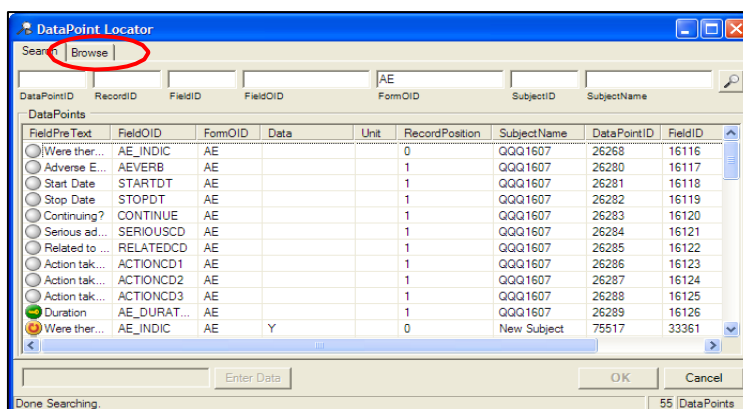 DataPoint Locator
Search Browse
AE
DataPointID RecordID FieldID FieldOID FormOID SubjectID SubjectName
DataPoints
FieldPreText FieldOID FormOID Data Unit RecordPosition SubjectName DataPointID FieldID
Were ther... AE_INDIC AE 0 QQQ1607 26268 16116
Adverse E... AEVERB AE 1 QQQ1607 26280 16117
Start Date STARTDT AE 1 QQQ1607 26281 16118
Stop Date STOPDT AE 1 QQQ1607 26282 16119
Continuing? CONTINUE AE 1 QQQ1607 26283 16120
Serious ad... SERIOUSCD AE 1 QQQ1607 26284 16121
Related to ... RELATEDCD AE 1 QQQ1607 26285 16122
Action tak... ACTIONCD1 AE 1 QQQ1607 26286 16123
Action tak... ACTIONCD2 AE 1 QQQ1607 26287 16124
Action tak... ACTIONCD3 AE 1 QQQ1607 26288 16125
Duration AE_DURAT... AE 1 QQQ1607 26289 16126
Were ther... AE_INDIC AE Y 0 New Subject 75517 33361
Enter Data OK Cancel
Done Searching. 55 DataPoints